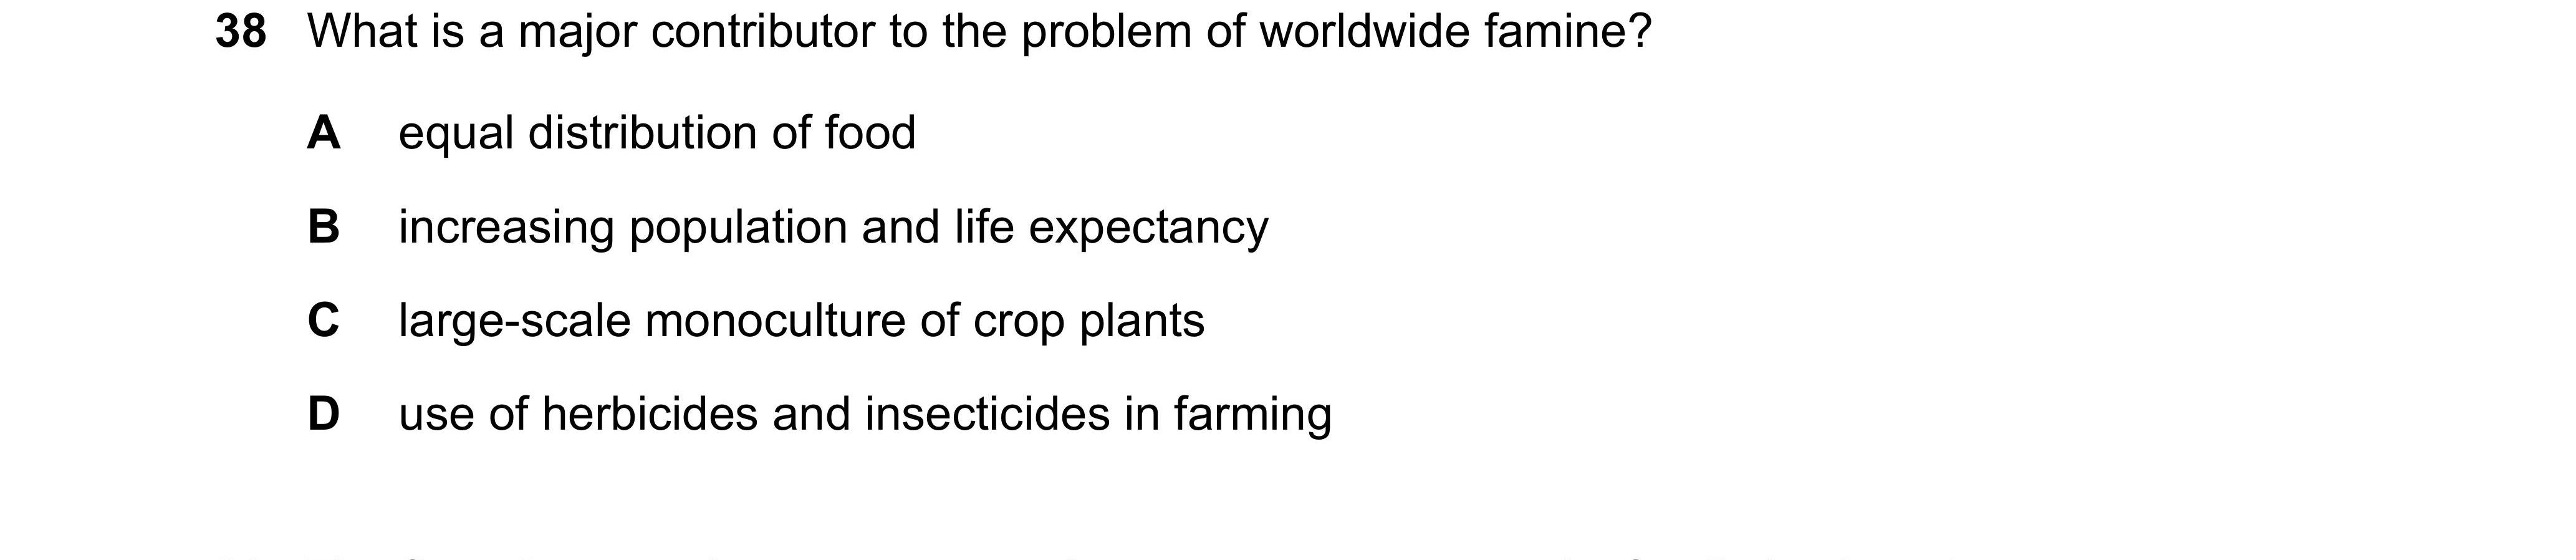 38 What is a major contributor to the problem of worldwide famine?
A equal distribution of food
B increasing population and life expectancy
C large-scale monoculture of crop plants
D use of herbicides and insecticides in farming